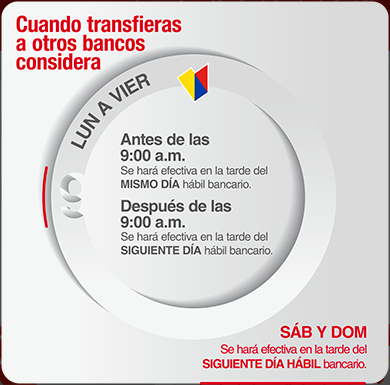 Cuando transfieras
a otros bancos
considera
LUN A VIER
9
Antes de las
9:00 a.m.
Se hará efectiva en la tarde del
MISMO DÍA hábil bancario.
Después de las
9:00 a.m.
Se hará efectiva en la tarde del
SIGUIENTE DÍA hábil bancario.
SÁB Y DOM
Se hará efectiva en la tarde del
SIGUIENTE DÍA HÁBIL bancario.